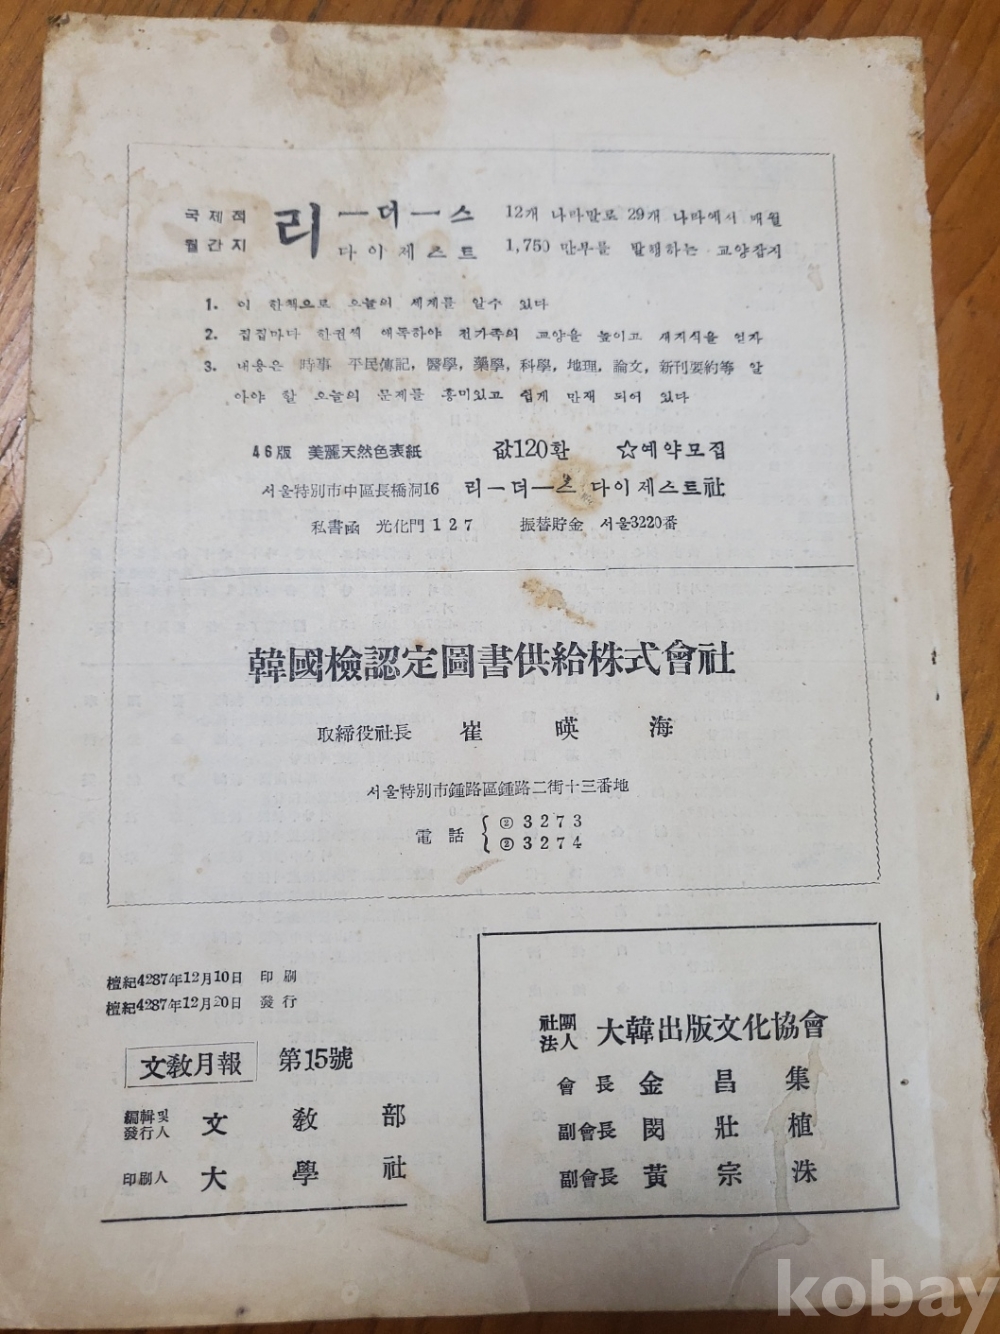 국제적
월간지
리ー더ー스
다이제스트
12개 나라말로 29개 나라에서 매월
1,750 만부를 발행하는 교양잡지
1. 이 한책으로 오늘의 세계를 알수 있다
2. 집집마다 한권씩 애독하야 전가족의 교양을 높이고 새지식을 얻자
3. 내용은 時事 平民傳記, 醫學, 藥學, 科學, 地理, 論文, 新刊要約等 알
아야 할 오늘의 문제를 흥미있고 쉽게 만재 되어 있다
46版 美麗天然色表紙 값120환 ☆예약모집
서울特別市中區長橋洞16 리ー더ー스 다이제스트社
私書函 光化門127 振替貯金 서울3220番
韓國檢認定圖書供給株式會社
取締役社長 崔暎海
서울特別市鍾路區鍾路二街十三番地
電話 ② 3273
② 3274
檀紀4287年12月10日 印刷
檀紀4287年12月20日 發行
文敎月報 第15號
編輯및
發行人 文敎部
印刷人 大學社
社團
法人 大韓出版文化協會
會長 金昌集
副會長 閔壯植
副會長 黃宗洙
kobay